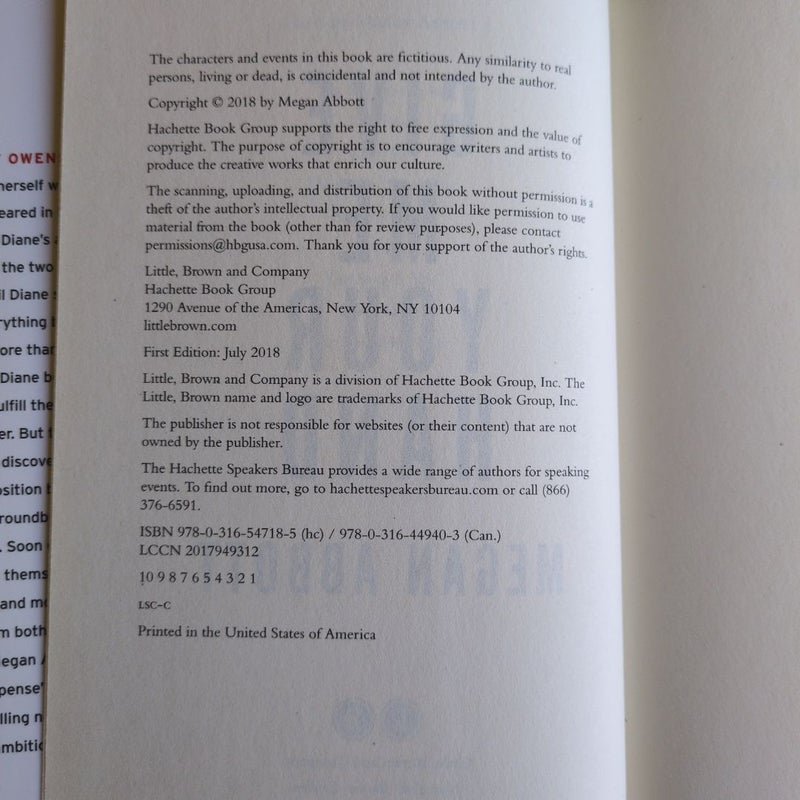 OWEN
herself w
eared in
Diane's
the two
il Diane
rything
ore that
Diane b
ulfill the
er. But
discove
osition
roundb
. Soon
thems
and m
m both
egan
pense"
lling n
mbitio
The characters and events in this book are fictitious. Any similarity to real
persons, living or dead, is coincidental and not intended by the author.
Copyright © 2018 by Megan Abbott
Hachette Book Group supports the right to free expression and the value of
copyright. The purpose of copyright is to encourage writers and artists to
produce the creative works that enrich our culture.
The scanning, uploading, and distribution of this book without permission is a
theft of the author's intellectual property. If you would like permission to use
material from the book (other than for review purposes), please contact
permissions@hbgusa.com. Thank you for your support of the author's rights.
Little, Brown and Company
Hachette Book Group
1290 Avenue of the Americas, New York, NY 10104
littlebrown.com
First Edition: July 2018
Little, Brown and Company is a division of Hachette Book Group, Inc. The
Little, Brown name and logo are trademarks of Hachette Book Group, Inc.
The publisher is not responsible for websites (or their content) that are not
owned by the publisher.
The Hachette Speakers Bureau provides a wide range of authors for speaking
events. To find out more, go to hachettespeakersbureau.com or call (866)
376-6591.
ISBN 978-0-316-54718-5 (hc) / 978-0-316-44940-3 (Can.)
LCCN 2017949312
10 9 8 7 6 5 4 3 2 1
LSC-C
Printed in the United States of America